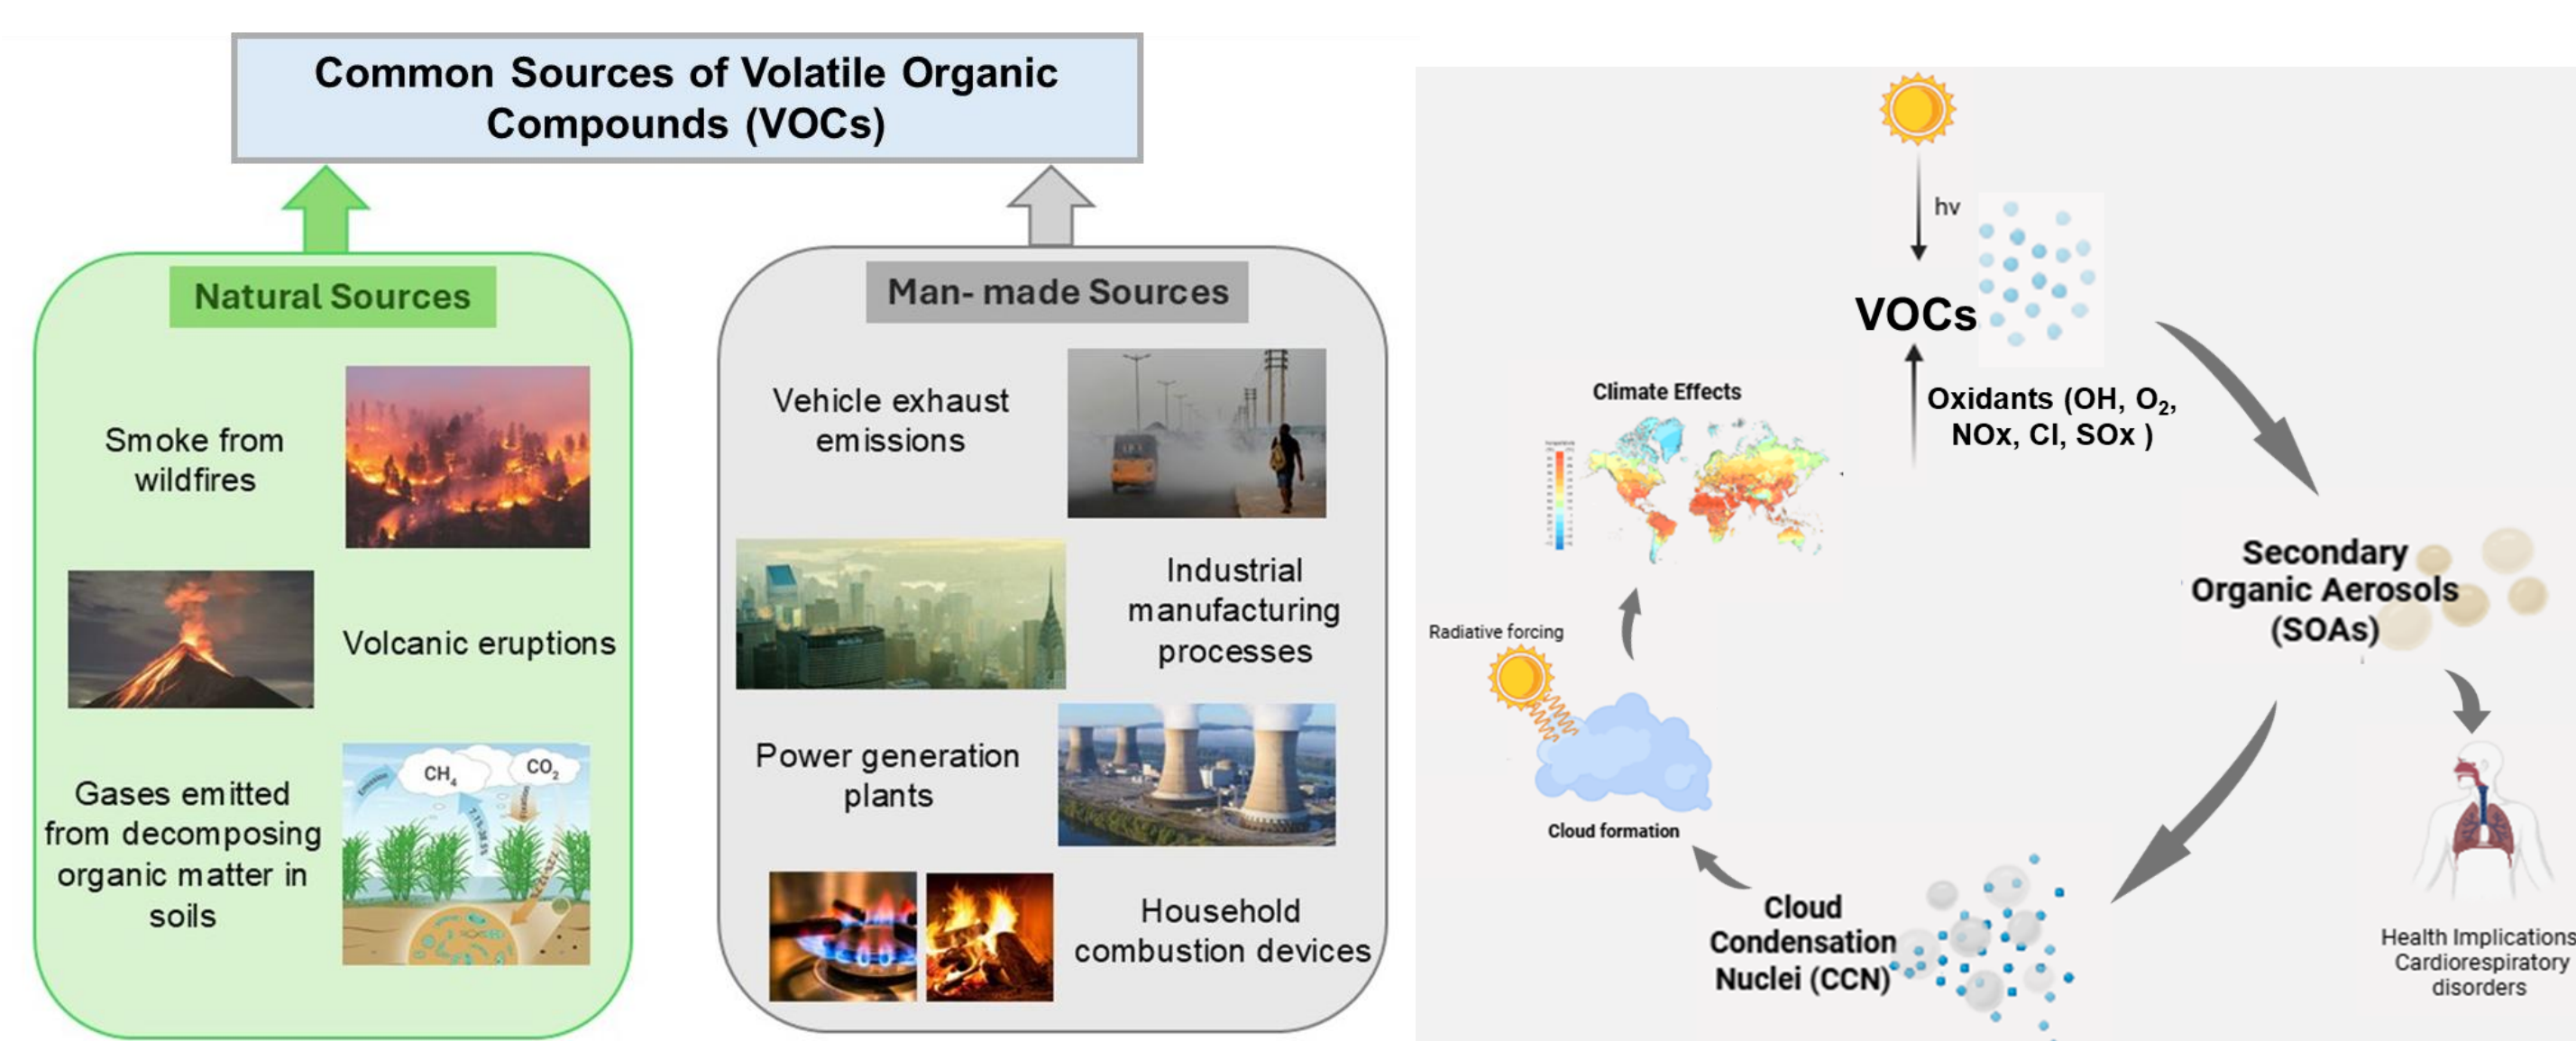 Common Sources of Volatile Organic
Compounds (VOCs)
Natural Sources
Smoke from
wildfires
Volcanic eruptions
Gases emitted
from decomposing
organic matter in
soils
CH4
CO2
Emission
Man- made Sources
Vehicle exhaust
emissions
Industrial
manufacturing
processes
Power generation
plants
Household
combustion devices
hv
VOCs
Oxidants (OH, O₂,
NOx, Cl, SOx )
Secondary
Organic Aerosols
(SOAs)
Health Implications
Cardiorespiratory
disorders
Cloud
Condensation
Nuclei (CCN)
Cloud formation
Radiative forcing
Climate Effects